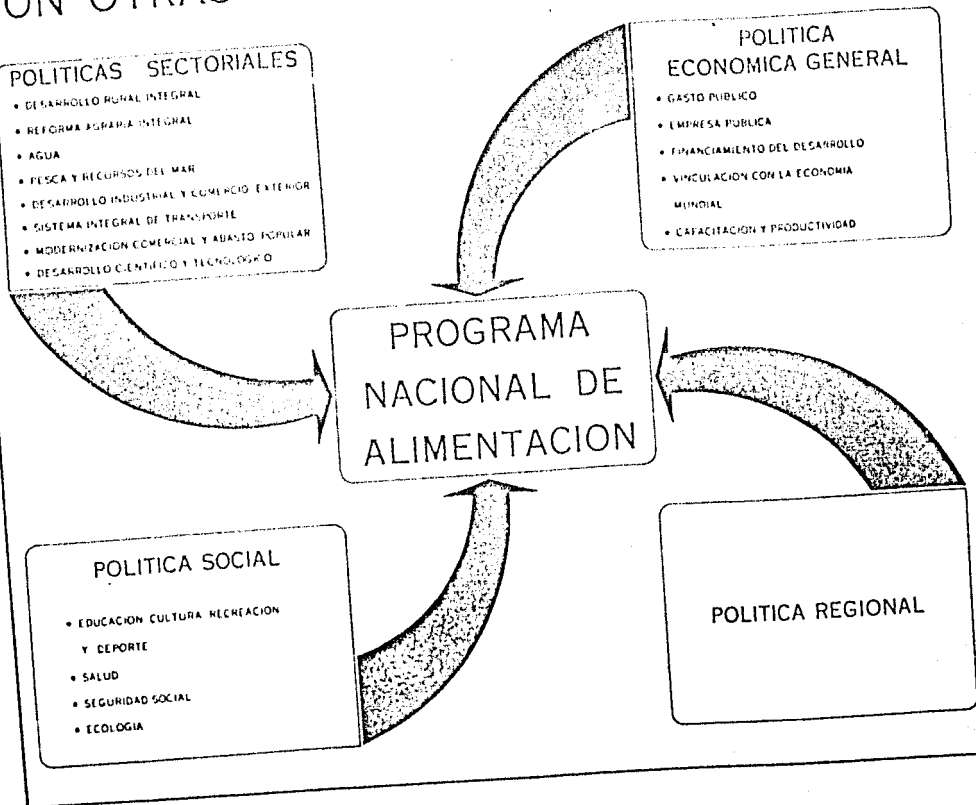 ON OTRAS
POLITICAS SECTORIALES
• DESARROLLO RURAL INTEGRAL
• REFORMA AGRARIA INTEGRAL
• AGUA
• PESCA Y RECURSOS DEL MAR
• DESARROLLO INDUSTRIAL Y COMERCIO EXTERIOR
• SISTEMA INTEGRAL DE TRANSPORTE
• MODERNIZACION COMERCIAL Y ABASTO POPULAR
• DESARROLLO CIENTIFICO Y TECNOLOGICO
POLITICA
ECONOMICA GENERAL
• GASTO PUBLICO
• EMPRESA PUBLICA
• FINANCIAMIENTO DEL DESARROLLO
• VINCULACION CON LA ECONOMIA
MUNDIAL
• CAPACITACION Y PRODUCTIVIDAD
PROGRAMA
NACIONAL DE
ALIMENTACION
POLITICA SOCIAL
• EDUCACION CULTURA RECREACION
Y DEPORTE
• SALUD
• SEGURIDAD SOCIAL
• ECOLOGIA
POLITICA REGIONAL